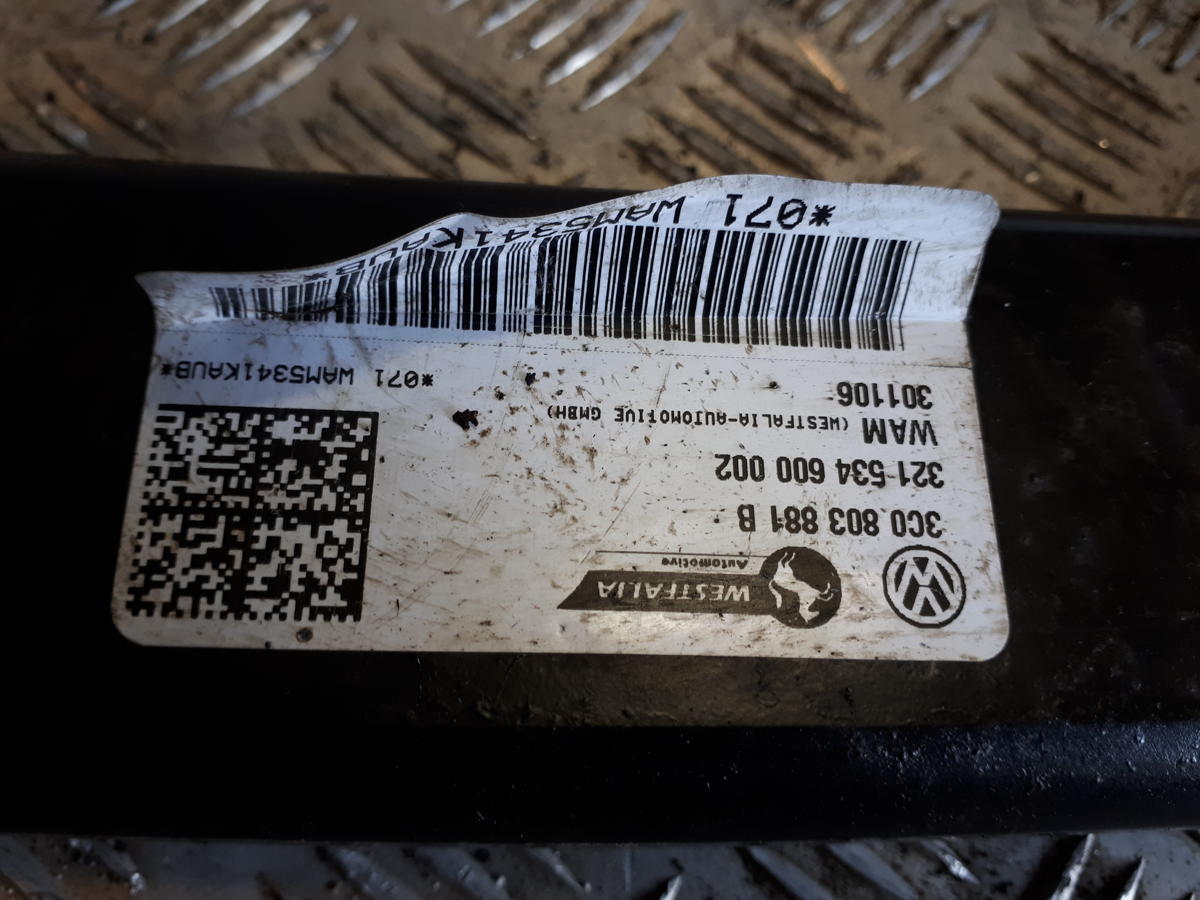 WESTFALIA
Automotive
3C0 803 881 B
321 534 600 002
WAM (WESTFALIA-AUTOMOTIVE GMBH)
301106
*071 WAM5341KAUB*
*071 WAM5341KAUB*